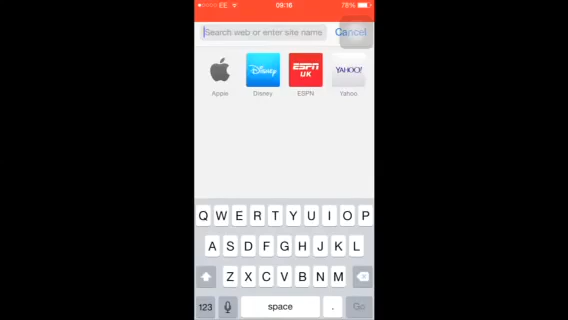 EE 09:16 78%
Search web or enter site name Cancel
Disney ESPN UK YAHOO!
Apple Disney ESPN Yahoo
Q W E R T Y U I O P
A S D F G H J K L
Z X C V B N M
123 space . Go